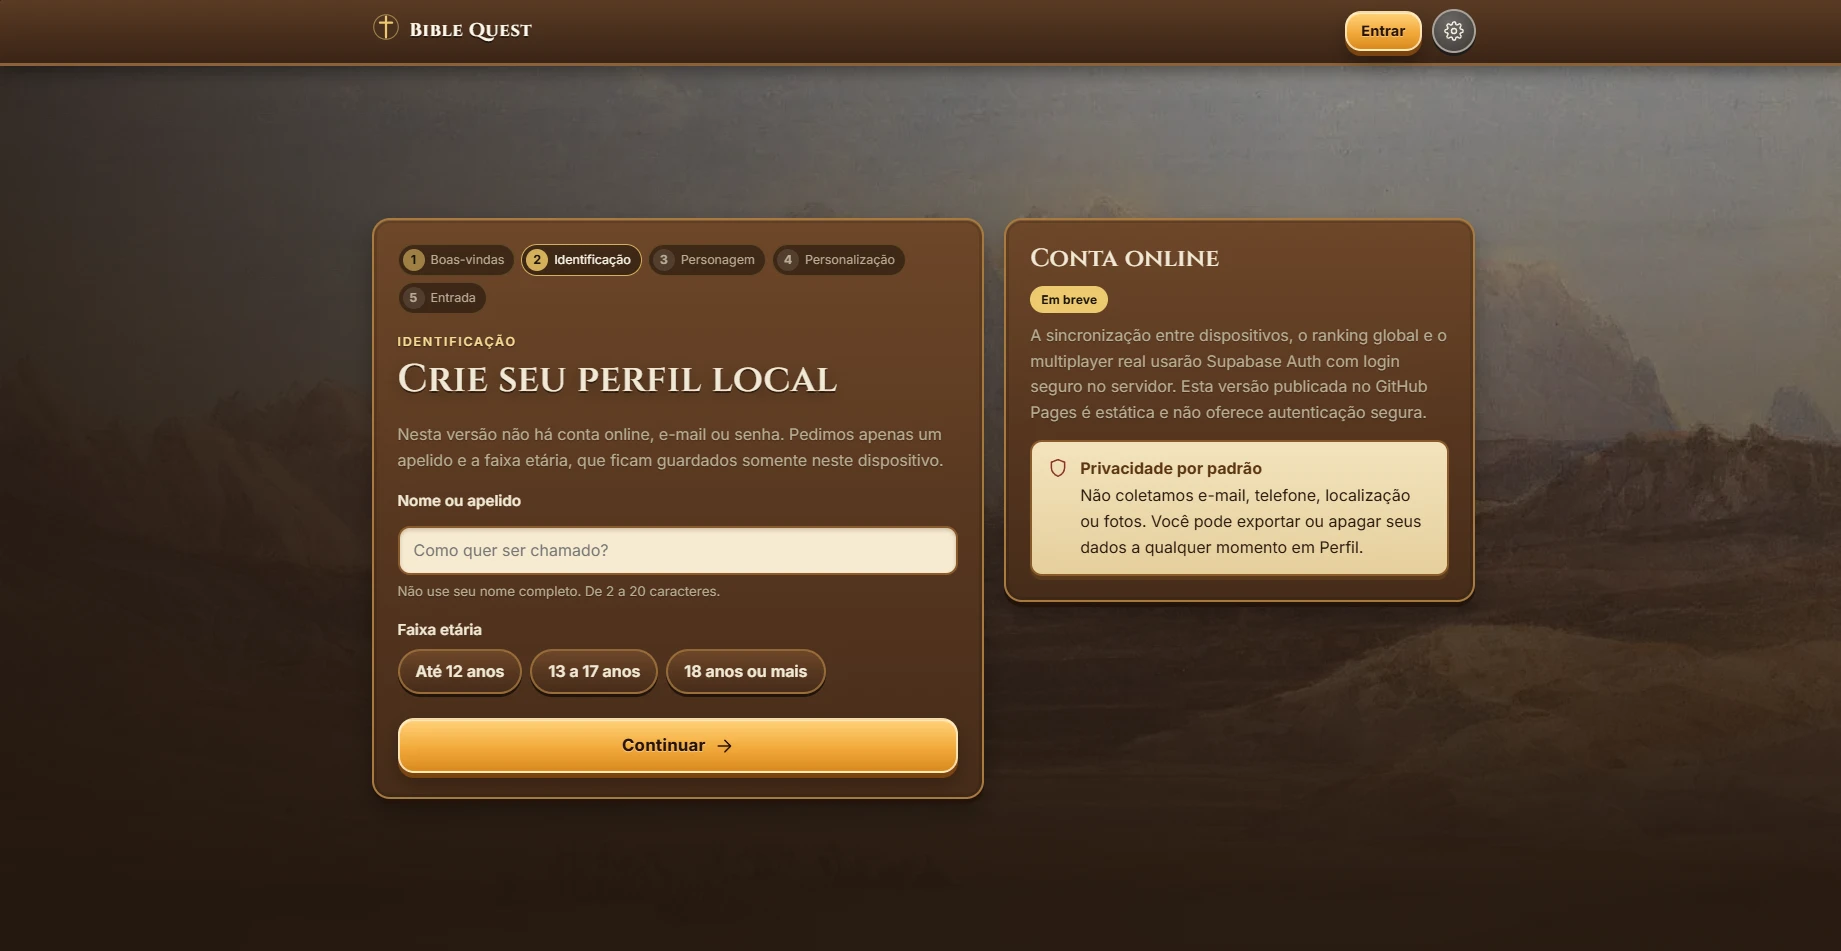 Bible Quest
Entrar
1 Boas-vindas
2 Identificação
3 Personagem
4 Personalização
5 Entrada
IDENTIFICAÇÃO
Crie seu perfil local
Nesta versão não há conta online, e-mail ou senha. Pedimos apenas um
apelido e a faixa etária, que ficam guardados somente neste dispositivo.
Nome ou apelido
Como quer ser chamado?
Não use seu nome completo. De 2 a 20 caracteres.
Faixa etária
Até 12 anos
13 a 17 anos
18 anos ou mais
Continuar →
Conta online
Em breve
A sincronização entre dispositivos, o ranking global e o
multiplayer real usarão Supabase Auth com login
seguro no servidor. Esta versão publicada no GitHub
Pages é estática e não oferece autenticação segura.
Privacidade por padrão
Não coletamos e-mail, telefone, localização
ou fotos. Você pode exportar ou apagar seus
dados a qualquer momento em Perfil.